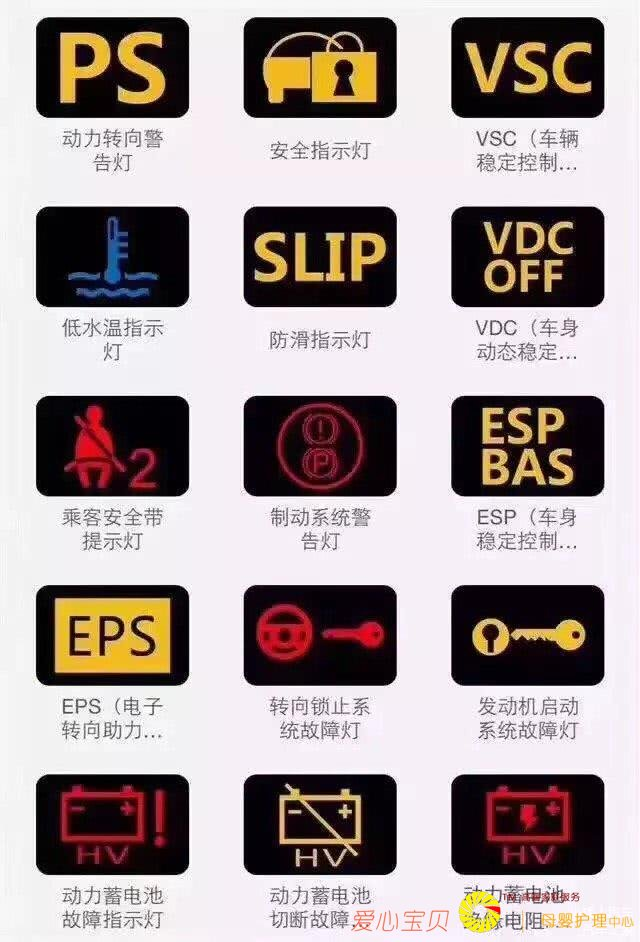 PS
VSC
动力转向警
告灯
安全指示灯
VSC（车辆
稳定控制...
SLIP
VDC
OFF
低水温指示
灯
防滑指示灯
VDC（车身
动态稳定...
2
!
P
ESP
BAS
乘客安全带
提示灯
制动系统警
告灯
ESP（车身
稳定控制...
EPS
EPS（电子
转向助力...
转向锁止系
统故障灯
发动机启动
系统故障灯
- + !
HV
- +
HV
- +
HV
动力蓄电池
故障指示灯
动力蓄电池
切断故障...
动力蓄电池
绝缘电阻...
爱心宝贝
母婴护理中心